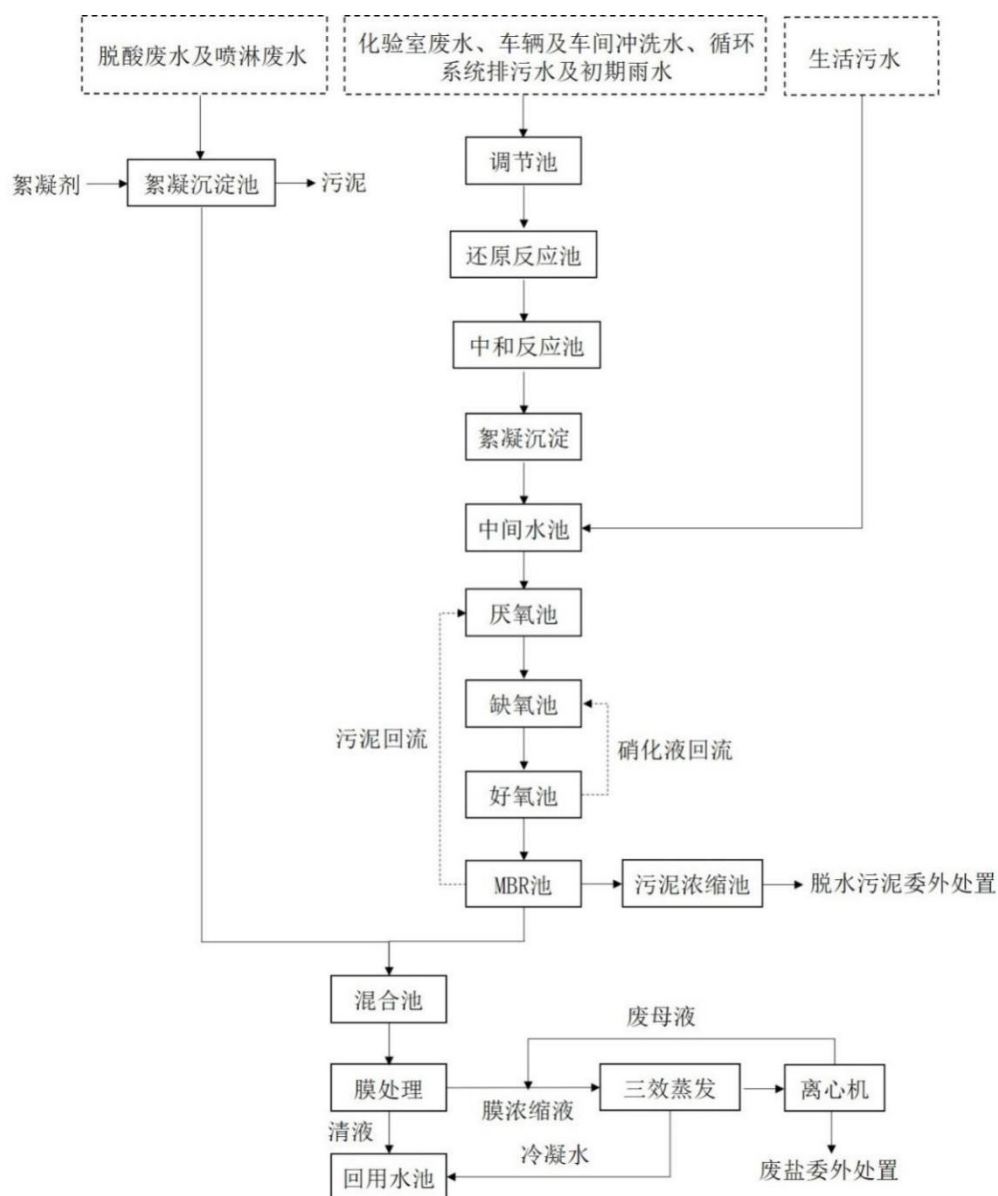 脱酸废水及喷淋废水
化验室废水、车辆及车间冲洗水、循环
系统排污水及初期雨水
生活污水
调节池
絮凝剂
絮凝沉淀池
污泥
还原反应池
中和反应池
絮凝沉淀
中间水池
厌氧池
缺氧池
污泥回流
硝化液回流
好氧池
MBR池
污泥浓缩池
脱水污泥委外处置
混合池
废母液
膜处理
膜浓缩液
三效蒸发
离心机
清液
冷凝水
回用水池
废盐委外处置